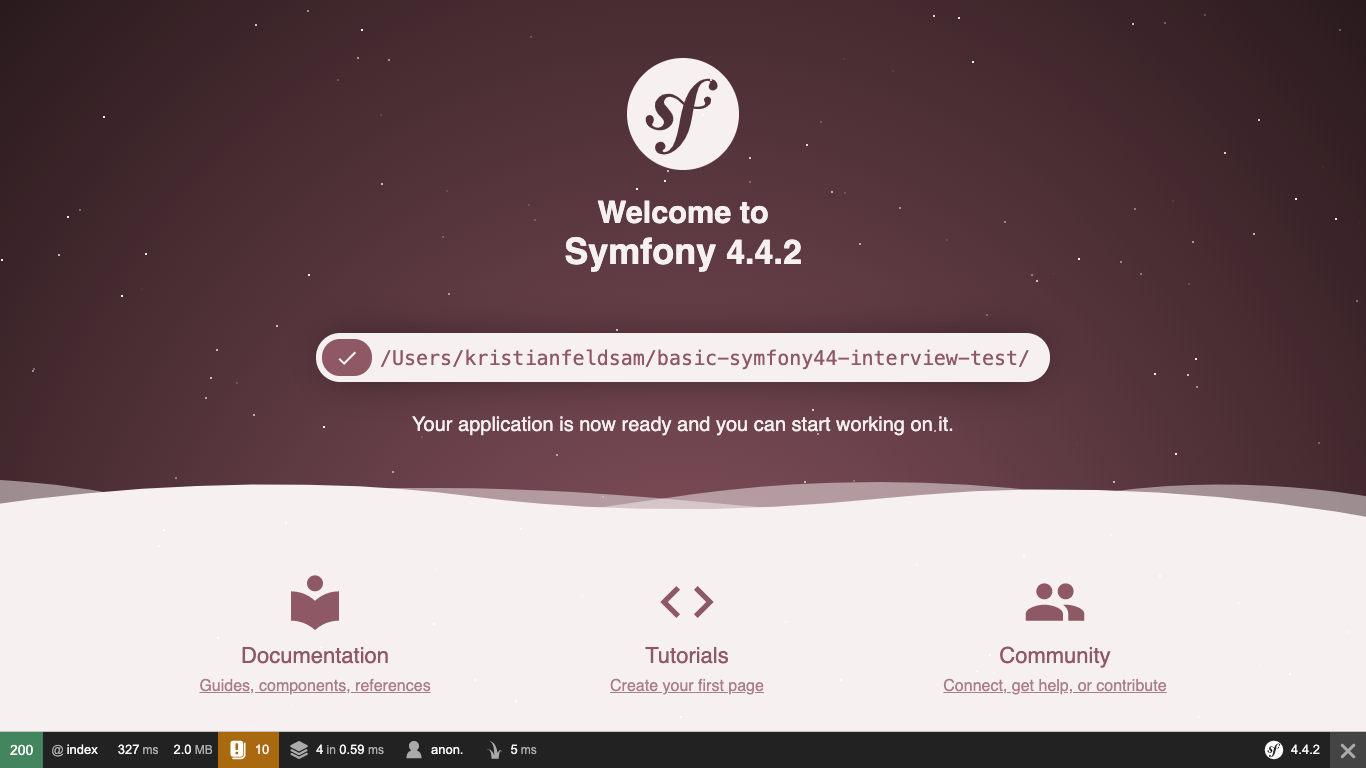 sf
Welcome to
Symfony 4.4.2
/Users/kristianfeldsam/basic-symfony44-interview-test/
Your application is now ready and you can start working on it.
Documentation
Guides, components, references
Tutorials
Create your first page
Community
Connect, get help, or contribute
200 @ index 327 ms 2.0 MB 10 4 in 0.59 ms anon. 5 ms sf 4.4.2